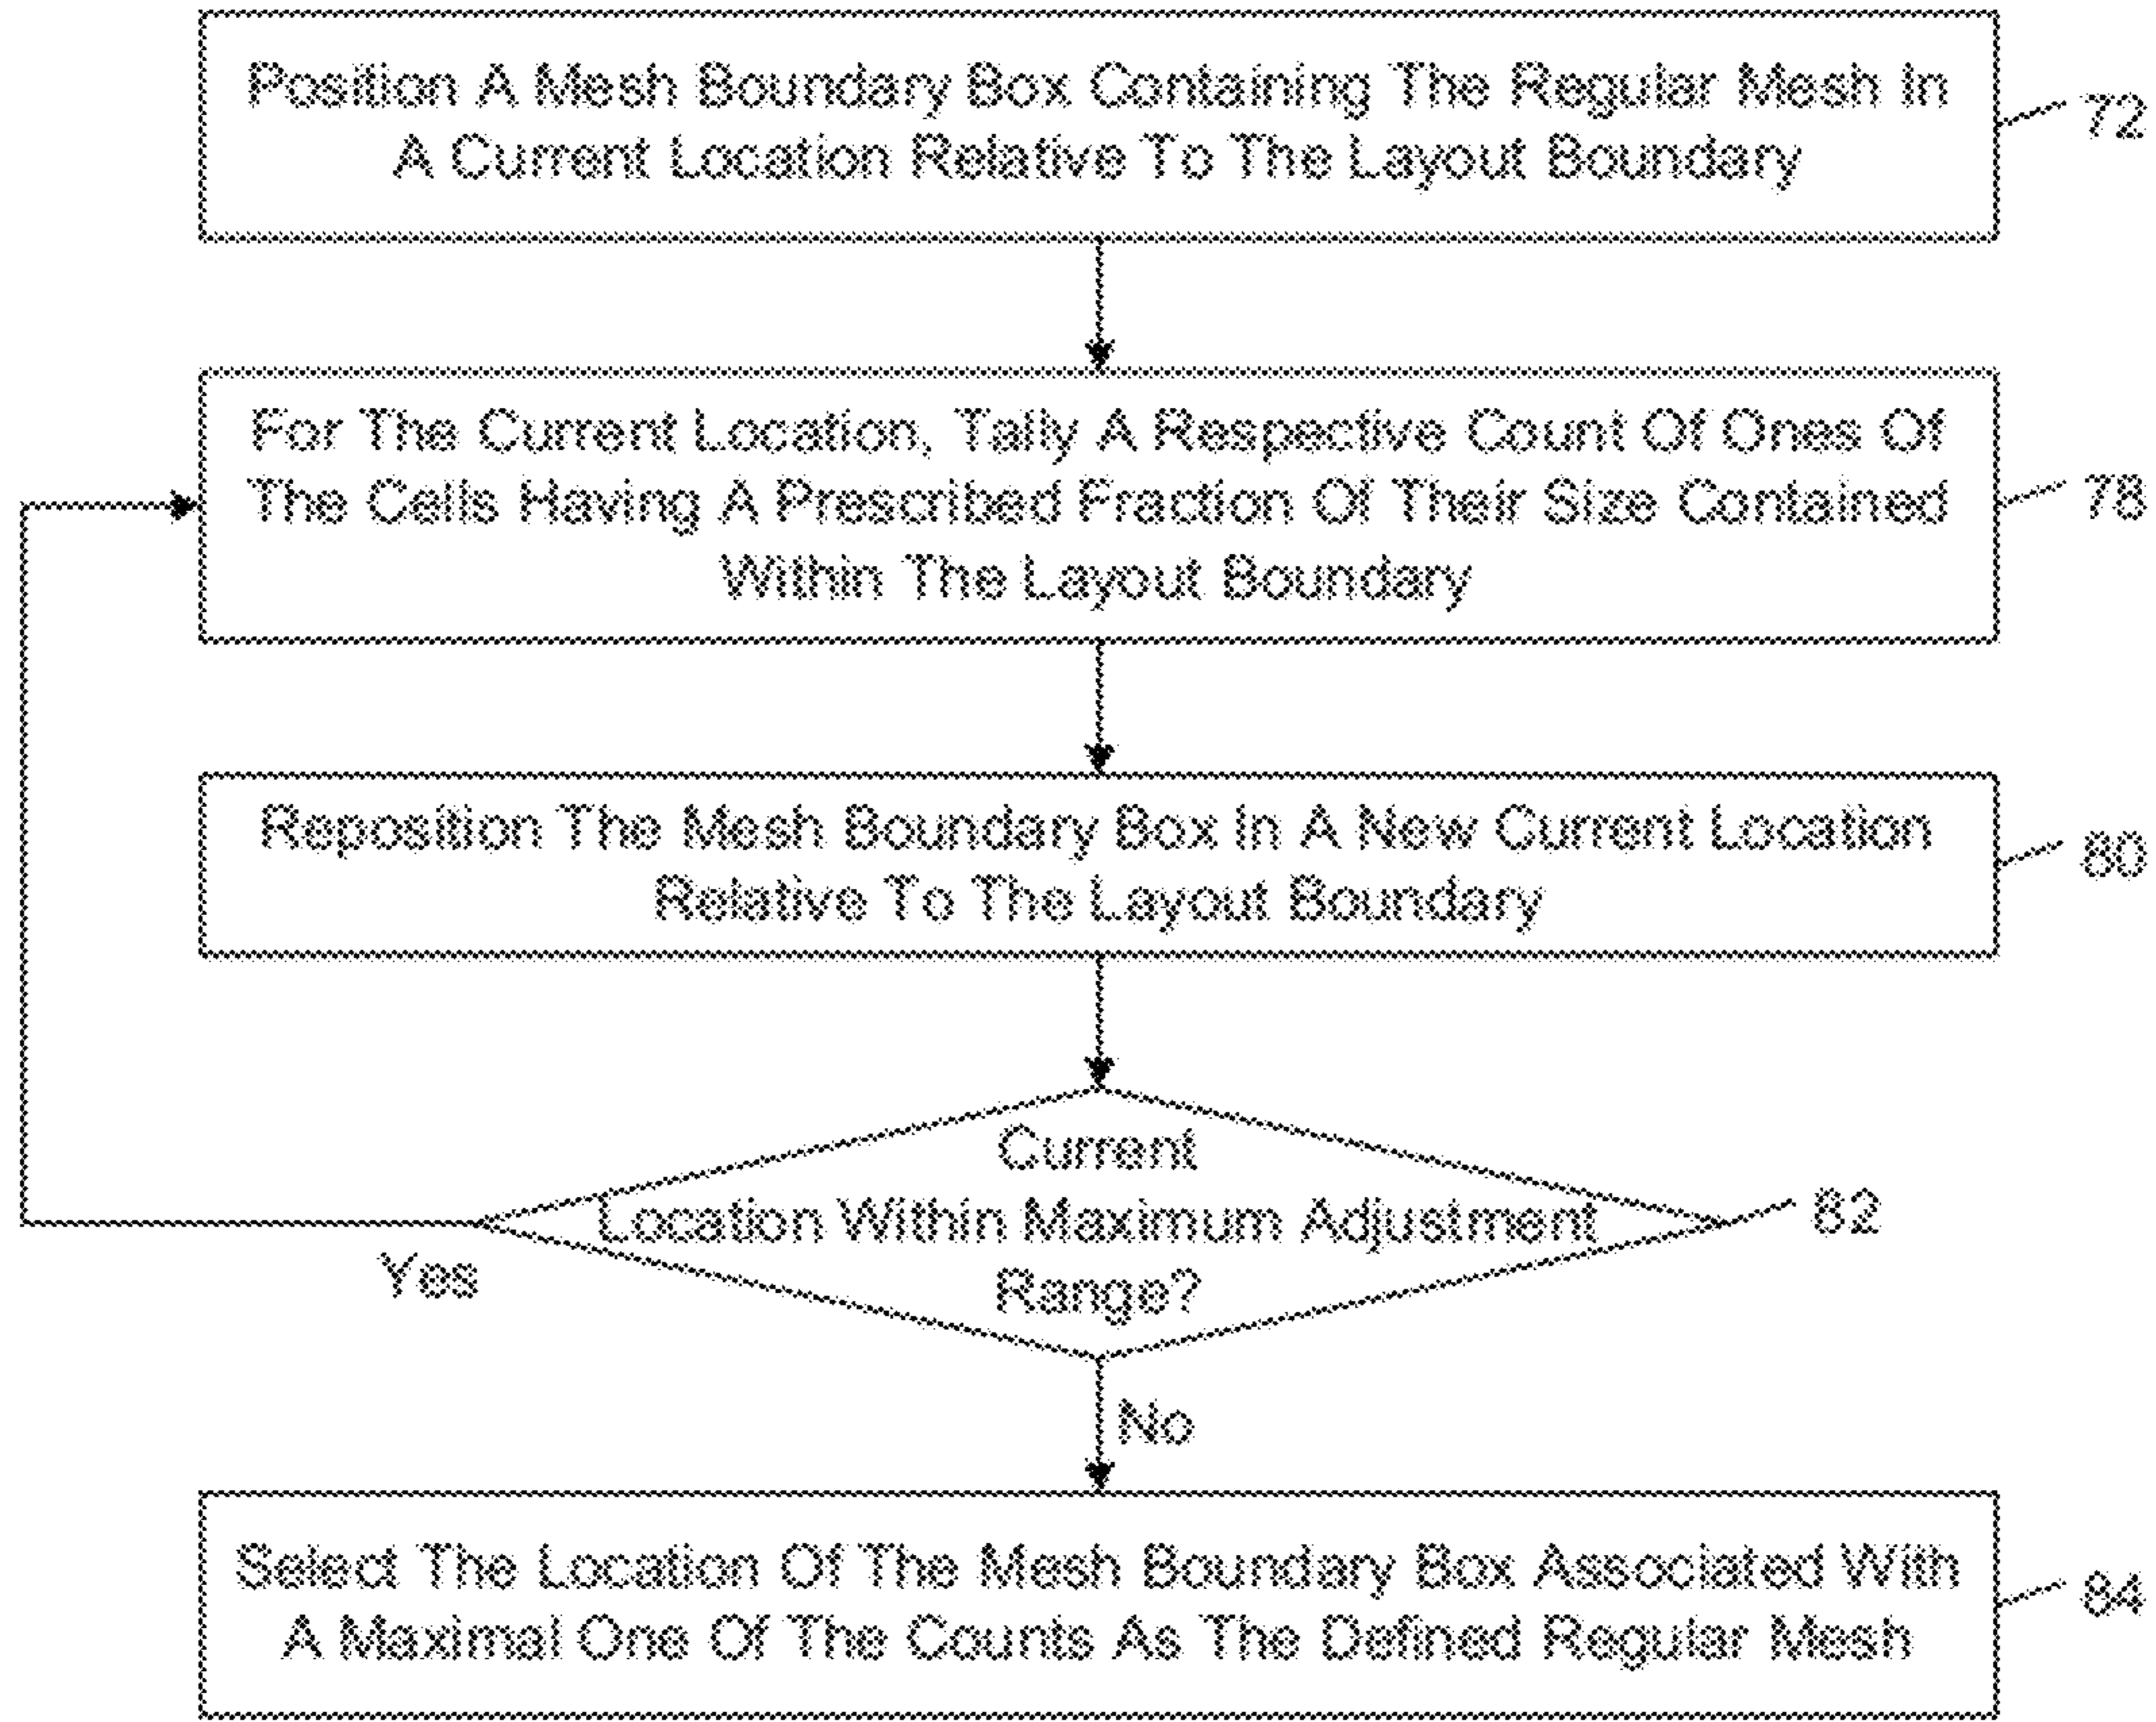 Position A Mesh Boundary Box Containing The Regular Mesh In
A Current Location Relative To The Layout Boundary
72
For The Current Location, Tally A Respective Count Of Ones Of
The Cells Having A Prescribed Fraction Of Their Size Contained
Within The Layout Boundary
78
Reposition The Mesh Boundary Box In A New Current Location
Relative To The Layout Boundary
80
Current
Location Within Maximum Adjustment
Range?
82
Yes
No
Select The Location Of The Mesh Boundary Box Associated With
A Maximal One Of The Counts As The Defined Regular Mesh
84